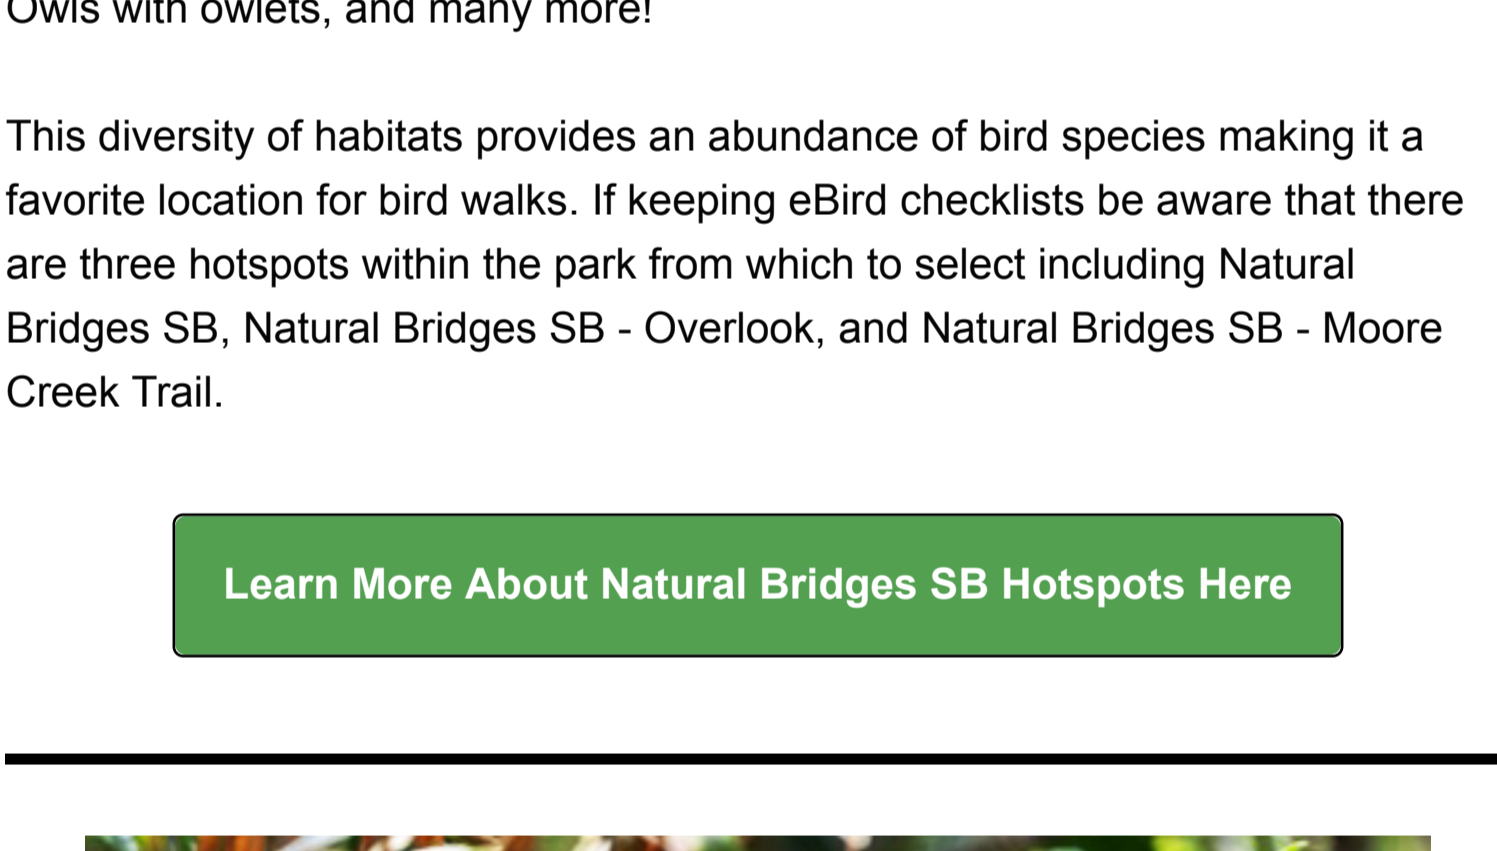 Owls with owlets, and many more!
This diversity of habitats provides an abundance of bird species making it a
favorite location for bird walks. If keeping eBird checklists be aware that there
are three hotspots within the park from which to select including Natural
Bridges SB, Natural Bridges SB - Overlook, and Natural Bridges SB - Moore
Creek Trail.
Learn More About Natural Bridges SB Hotspots Here